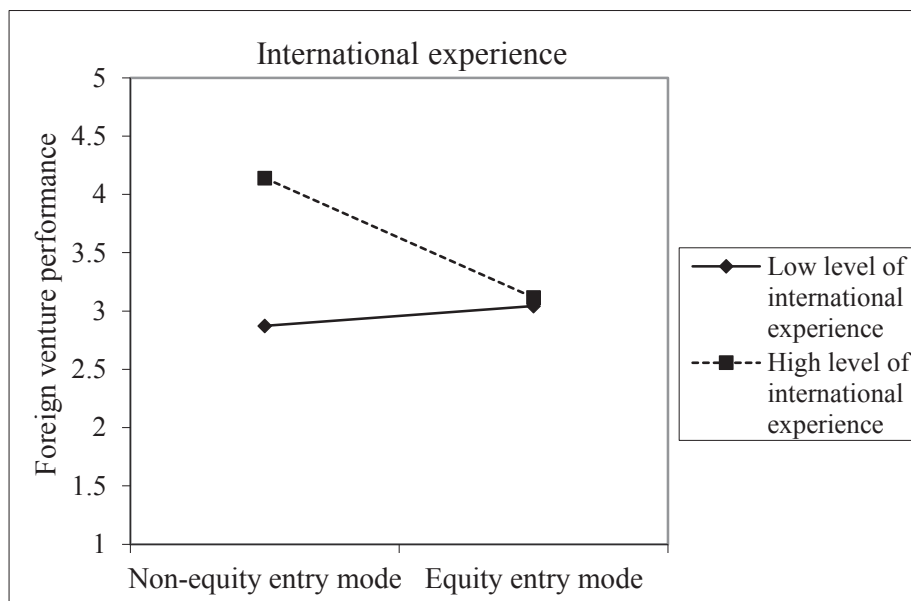 International experience
Foreign venture performance
5
4.5
4
3.5
3
2.5
2
1.5
1
Non-equity entry mode
Equity entry mode
Low level of
international
experience
High level of
international
experience